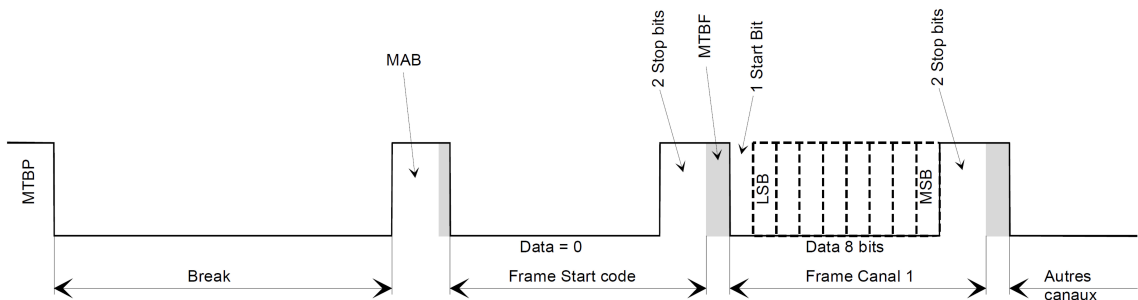 MAB
2 Stop bits
MTBF
1 Start Bit
2 Stop bits
MTBP
LSB
MSB
Data = 0
Data 8 bits
Break
Frame Start code
Frame Canal 1
Autres
canaux